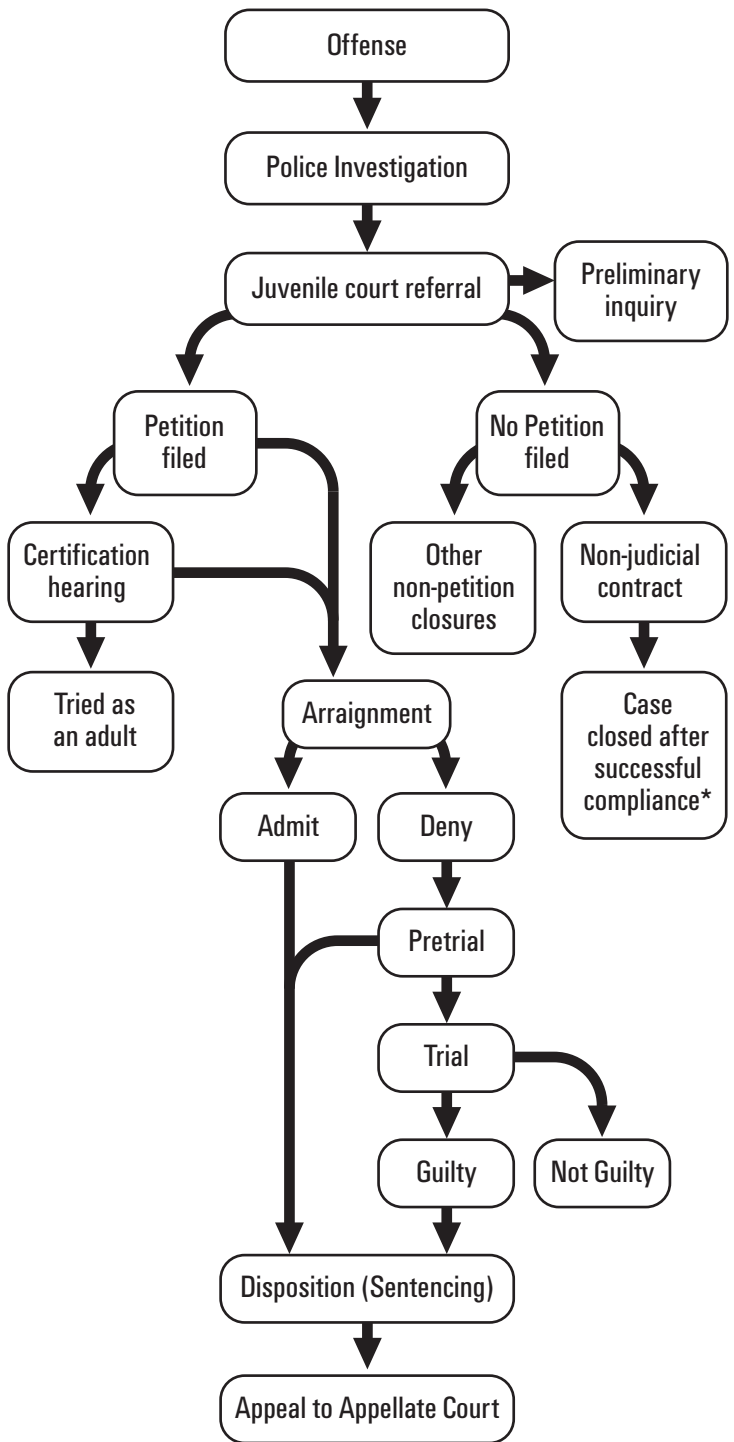 Offense
Police Investigation
Juvenile court referral
Preliminary
inquiry
Petition
filed
No Petition
filed
Certification
hearing
Other
non-petition
closures
Non-judicial
contract
Tried as
an adult
Arraignment
Case
closed after
successful
compliance*
Admit
Deny
Pretrial
Trial
Guilty
Not Guilty
Disposition (Sentencing)
Appeal to Appellate Court